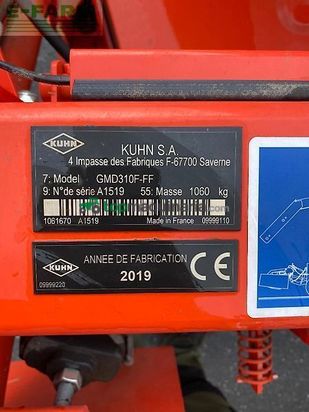 E-FARM
KUHN
KUHN S.A.
4 Impasse des Fabriques F-67700 Saverne
7: Model GMD310F-FF
9: N°de série A1519 55: Masse 1060 kg
1061670 A1519 Made in France 09999110
KUHN
ANNEE DE FABRICATION
2019
CE
09999220